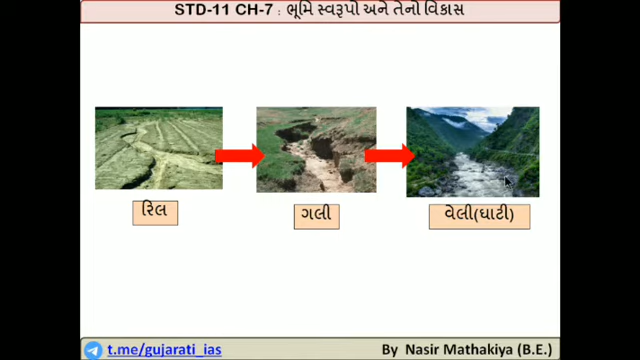 STD-11 CH-7 : ભૂમિ સ્વરૂપો અને તેનો વિકાસ
રિલ
ગલી
વેલી(ઘાટી)
t.me/gujarati_ias
By Nasir Mathakiya (B.E.)